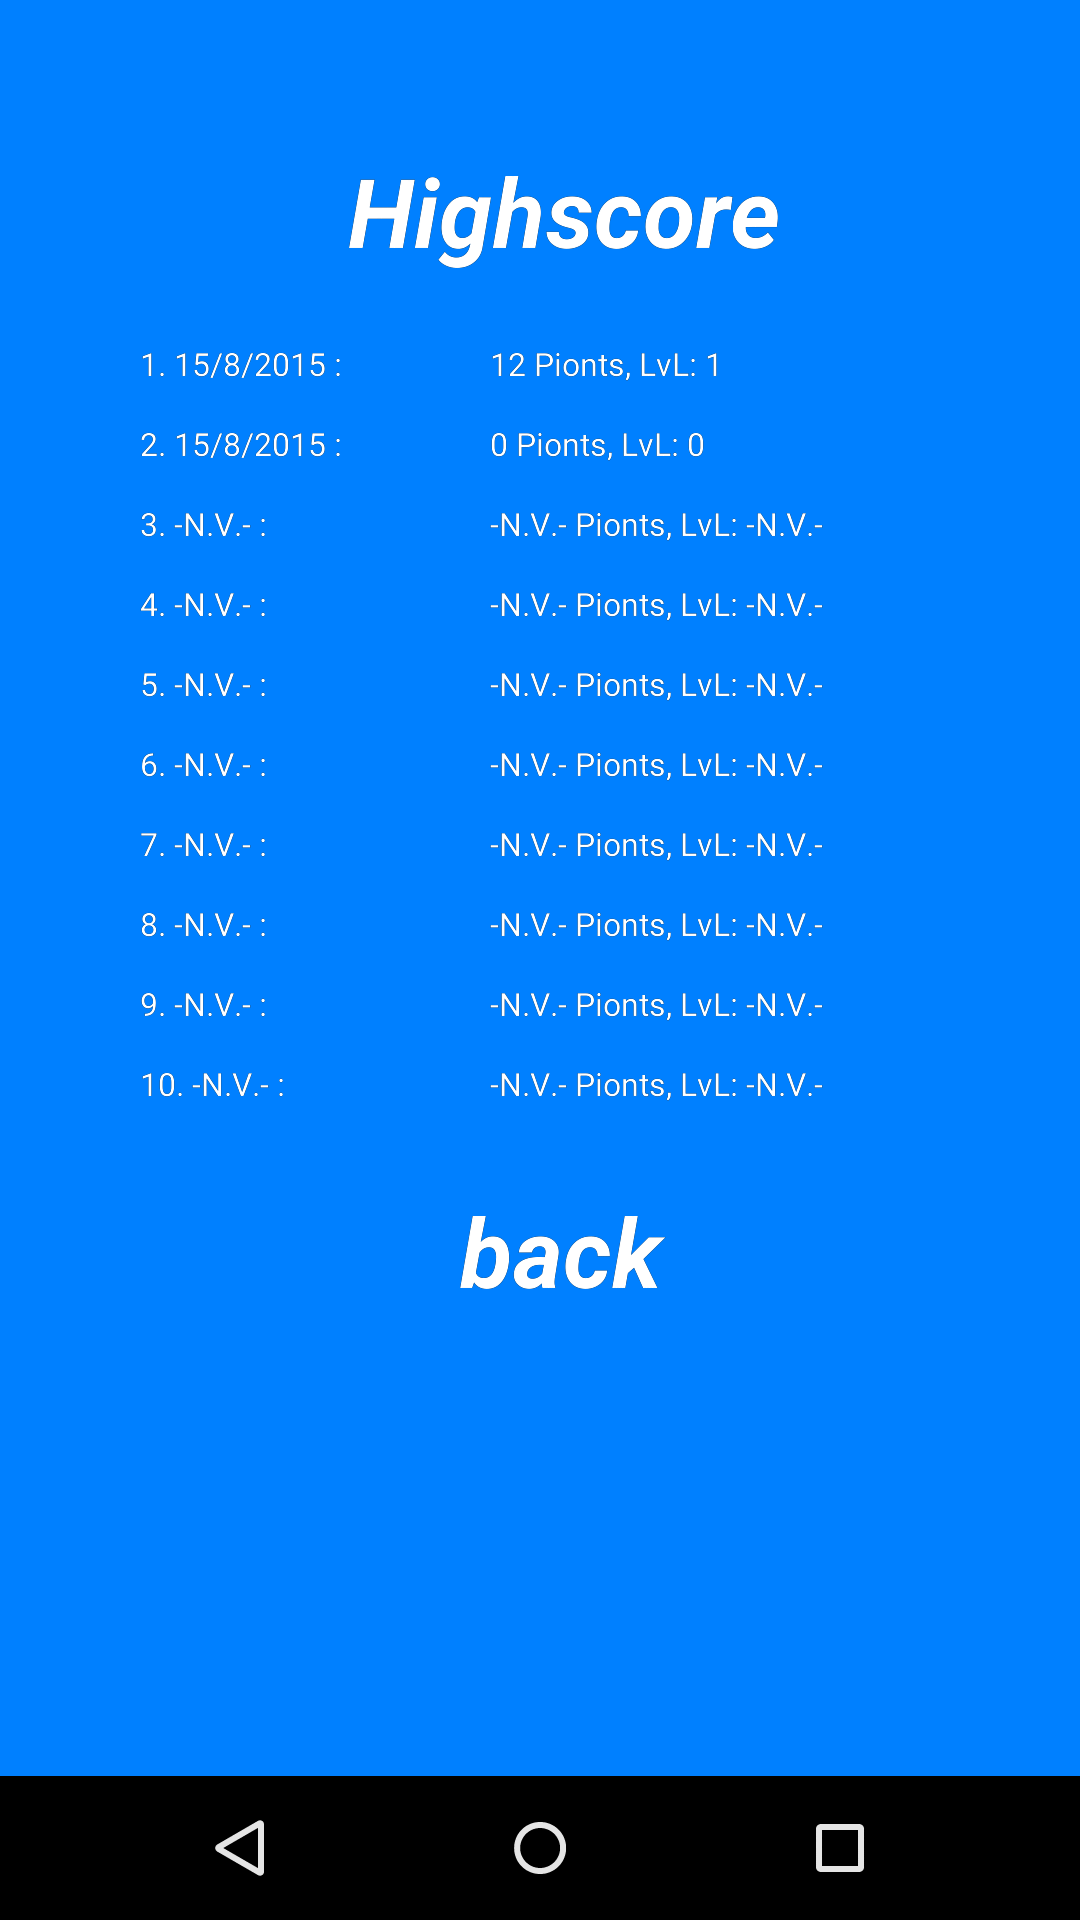 Highscore
1. 15/8/2015 : 12 Pionts, LvL: 1
2. 15/8/2015 : 0 Pionts, LvL: 0
3. -N.V.- : -N.V.- Pionts, LvL: -N.V.-
4. -N.V.- : -N.V.- Pionts, LvL: -N.V.-
5. -N.V.- : -N.V.- Pionts, LvL: -N.V.-
6. -N.V.- : -N.V.- Pionts, LvL: -N.V.-
7. -N.V.- : -N.V.- Pionts, LvL: -N.V.-
8. -N.V.- : -N.V.- Pionts, LvL: -N.V.-
9. -N.V.- : -N.V.- Pionts, LvL: -N.V.-
10. -N.V.- : -N.V.- Pionts, LvL: -N.V.-
back